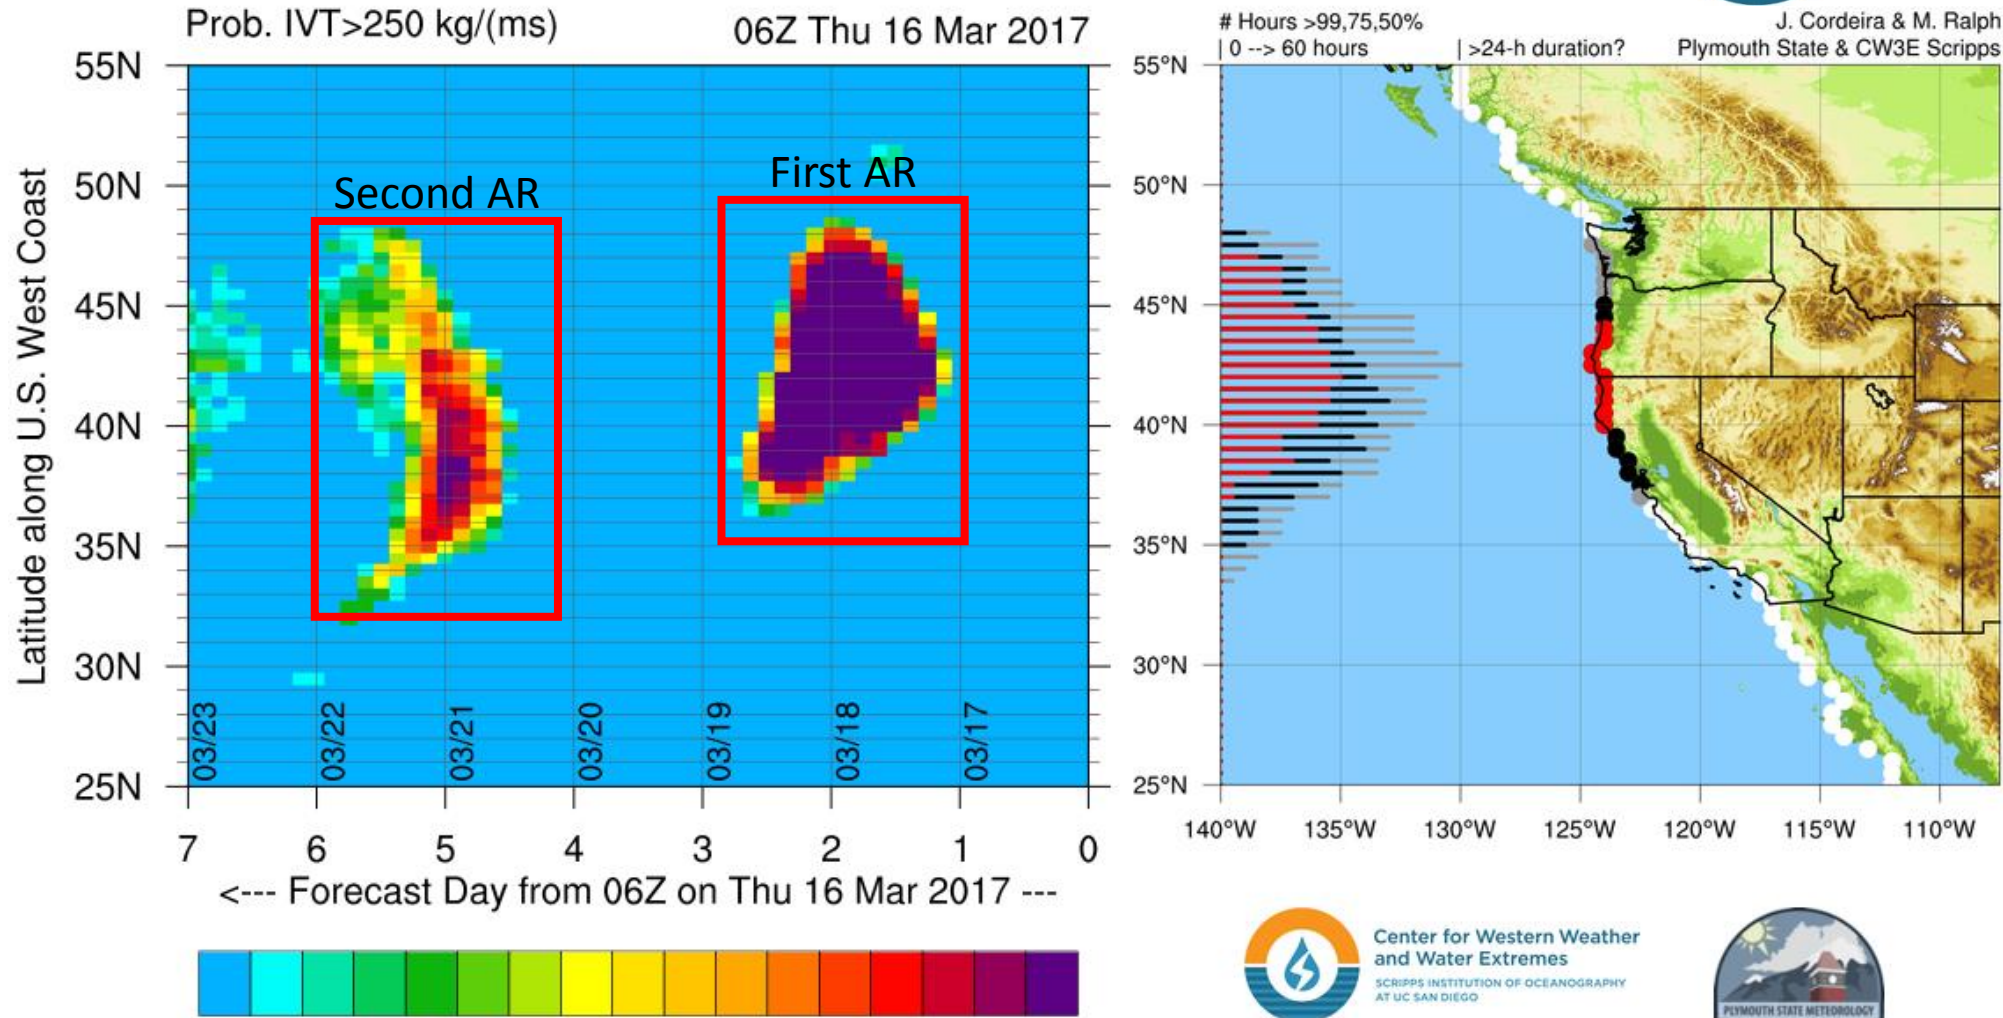 Prob. IVT>250 kg/(ms)
06Z Thu 16 Mar 2017
Latitude along U.S. West Coast
55N
50N
45N
40N
35N
30N
25N
Second AR
First AR
03/23
03/22
03/21
03/20
03/19
03/18
03/17
7
6
5
4
3
2
1
0
<--- Forecast Day from 06Z on Thu 16 Mar 2017 ---
# Hours >99,75,50%
| 0 --> 60 hours
| >24-h duration?
J. Cordeira & M. Ralph
Plymouth State & CW3E Scripps
55°N
50°N
45°N
40°N
35°N
30°N
25°N
140°W
135°W
130°W
125°W
120°W
115°W
110°W
Center for Western Weather
and Water Extremes
SCRIPPS INSTITUTION OF OCEANOGRAPHY
AT UC SAN DIEGO
PLYMOUTH STATE METEOROLOGY